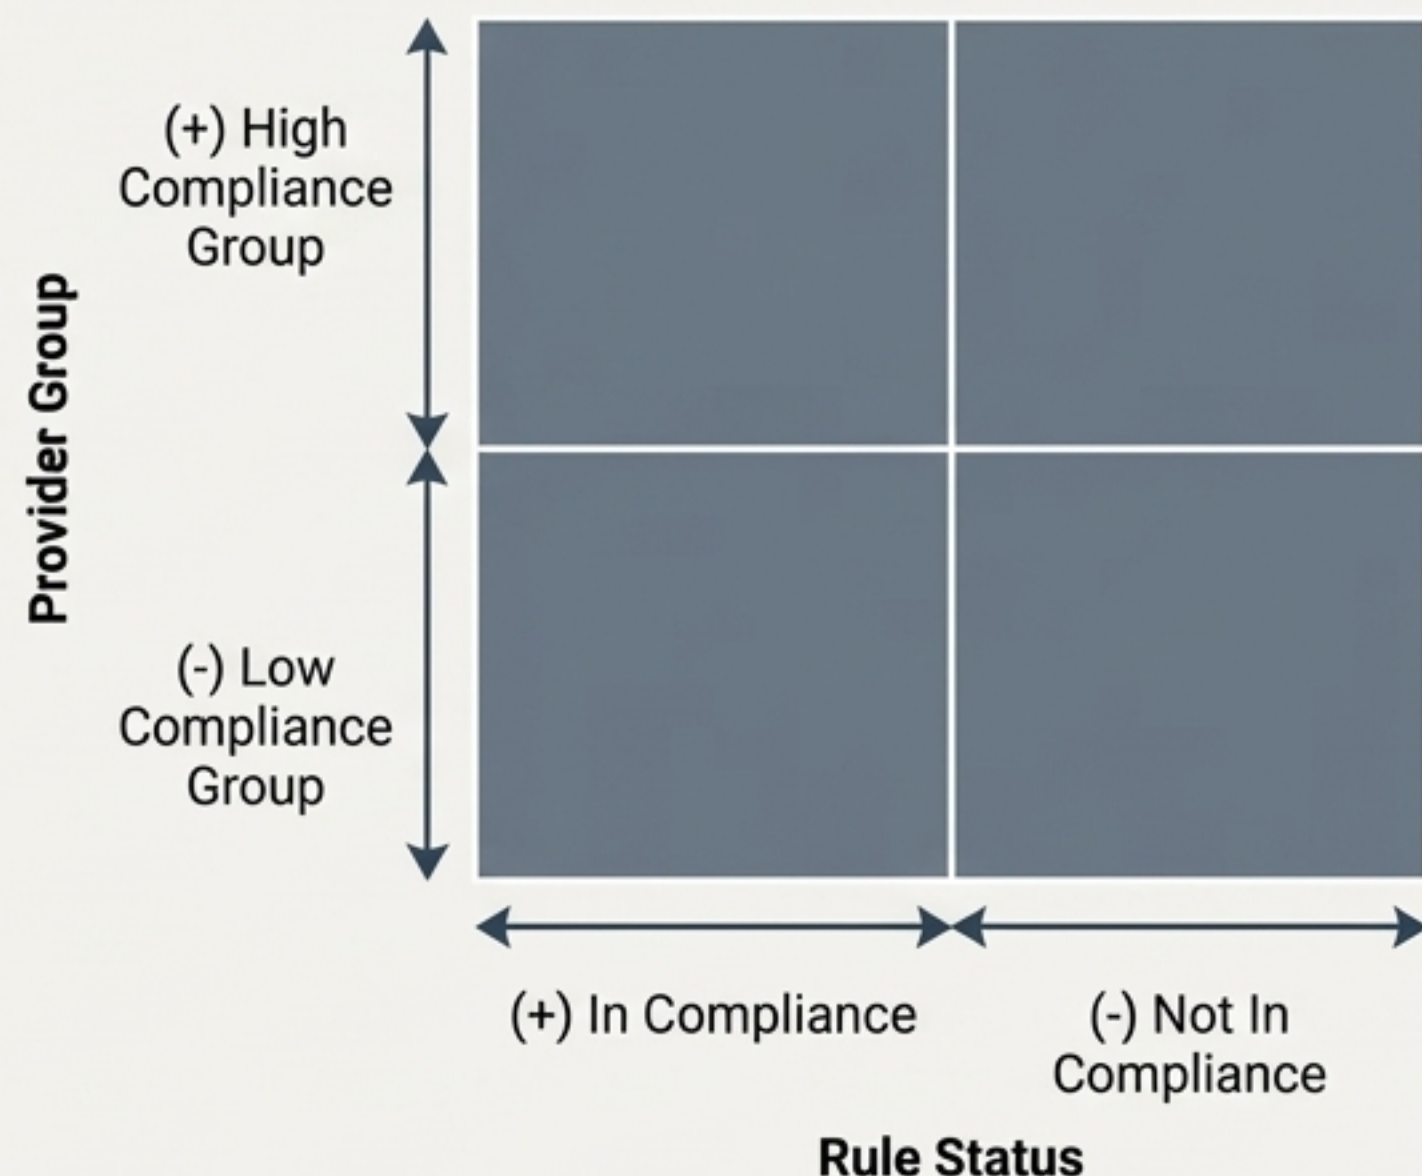 (+) High
Compliance
Group
Provider Group
(-) Low
Compliance
Group
(+) In Compliance
(-) Not In
Compliance
Rule Status